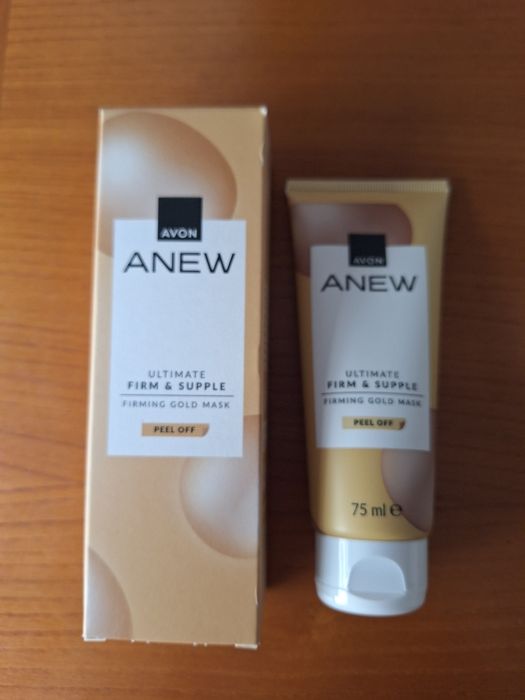 AVON
ANEW
ULTIMATE
FIRM & SUPPLE
FIRMING GOLD MASK
PEEL OFF
AVON
ANEW
ULTIMATE
FIRM & SUPPLE
FIRMING GOLD MASK
PEEL OFF
75 ml ℮